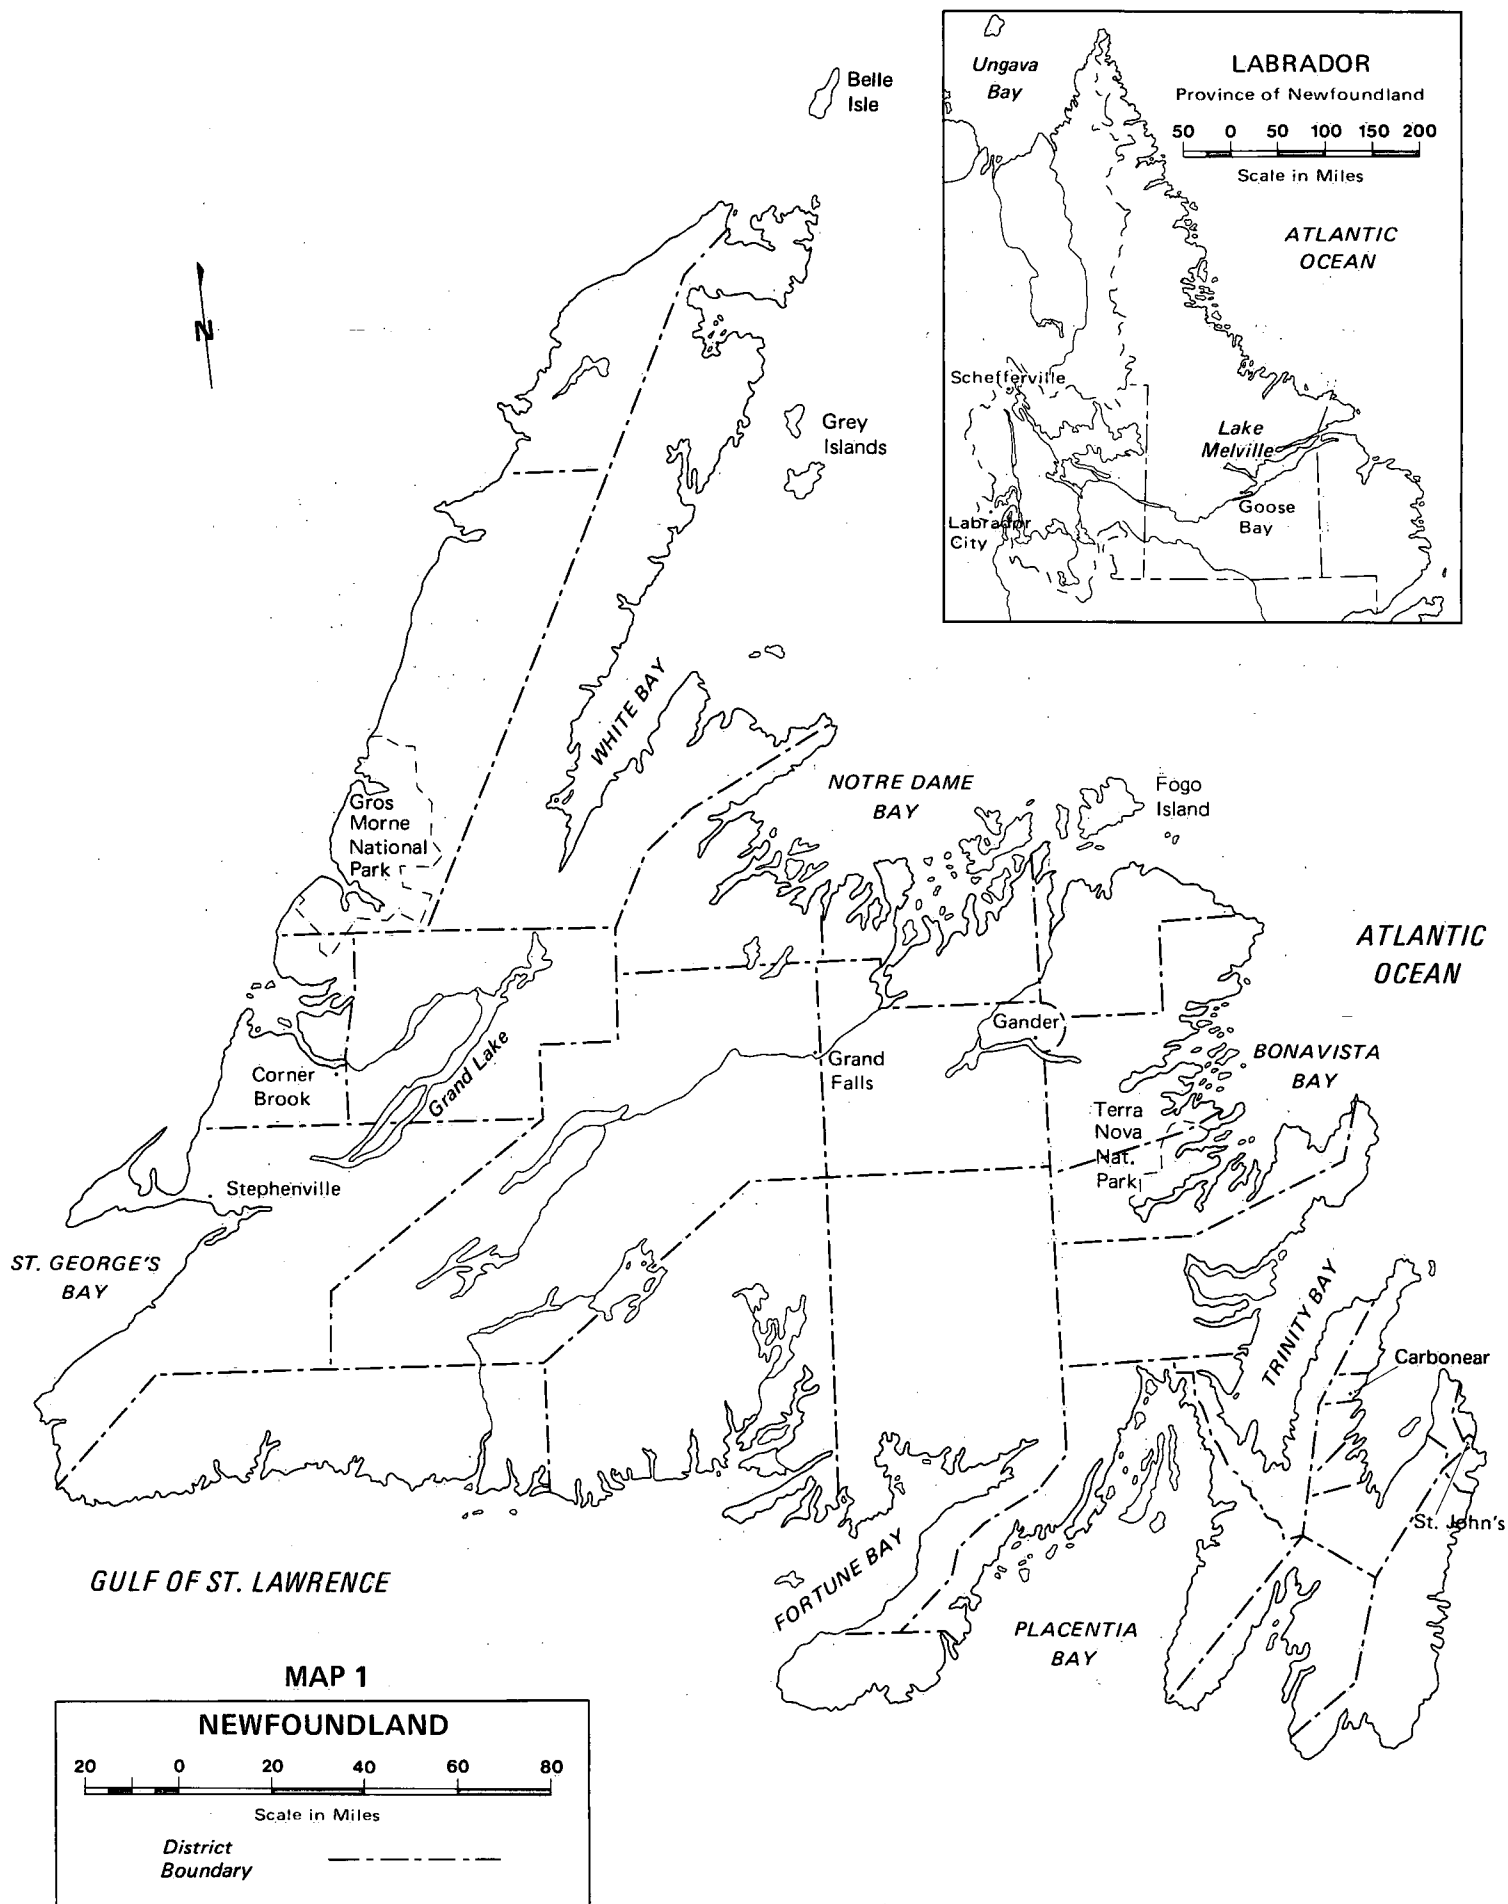 Belle
Isle
Ungava
Bay
LABRADOR
Province of Newfoundland
50 0 50 100 150 200
Scale in Miles
ATLANTIC
OCEAN
Schefferville
Lake
Melville
Goose
Bay
Labrador
City
N
Grey
Islands
WHITE BAY
NOTRE DAME
BAY
Fogo
Island
Gros
Morne
National
Park
ATLANTIC
OCEAN
Gander
Grand Lake
Grand
Falls
BONAVISTA
BAY
Corner
Brook
Terra
Nova
Nat.
Park
Stephenville
ST. GEORGE'S
BAY
TRINITY BAY
Carbonear
St. John's
GULF OF ST. LAWRENCE
FORTUNE BAY
PLACENTIA
BAY
MAP 1
NEWFOUNDLAND
20 0 20 40 60 80
Scale in Miles
District
Boundary